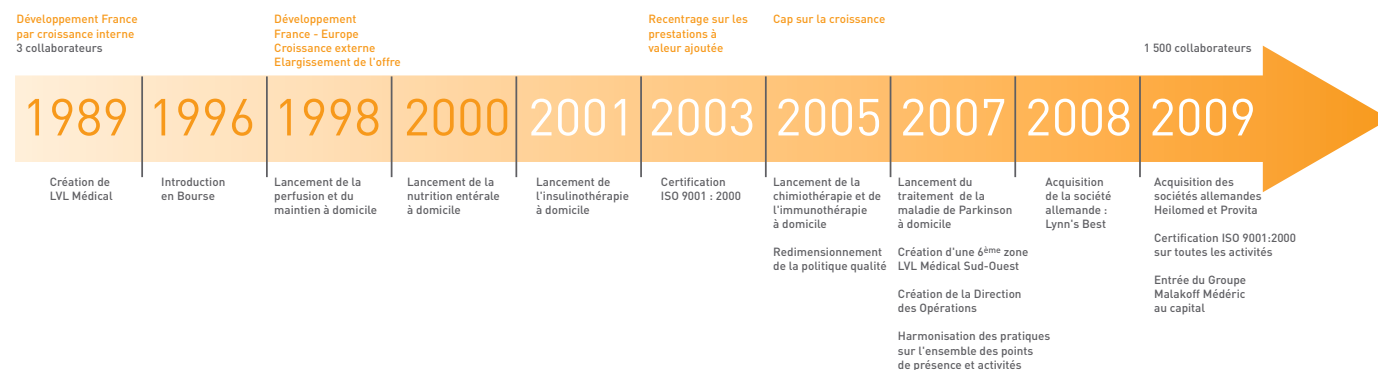 Développement France
par croissance interne
3 collaborateurs
Développement
France - Europe
Croissance externe
Elargissement de l'offre
Recentrage sur les
prestations à
valeur ajoutée
Cap sur la croissance
1 500 collaborateurs
1989
1996
1998
2000
2001
2003
2005
2007
2008
2009
Création de
LVL Médical
Introduction
en Bourse
Lancement de la
perfusion et du
maintien à domicile
Lancement de la
nutrition entérale
à domicile
Lancement de
l'insulinothérapie
à domicile
Certification
ISO 9001 : 2000
Lancement de la
chimiothérapie et de
l'immunothérapie
à domicile
Redimensionnement
de la politique qualité
Lancement du
traitement de la
maladie de Parkinson
à domicile
Création d'une 6ème zone
LVL Médical Sud-Ouest
Création de la Direction
des Opérations
Harmonisation des pratiques
sur l'ensemble des points
de présence et activités
Acquisition
de la société
allemande :
Lynn's Best
Acquisition des
sociétés allemandes
Heilomed et Provita
Certification ISO 9001:2000
sur toutes les activités
Entrée du Groupe
Malakoff Médéric
au capital